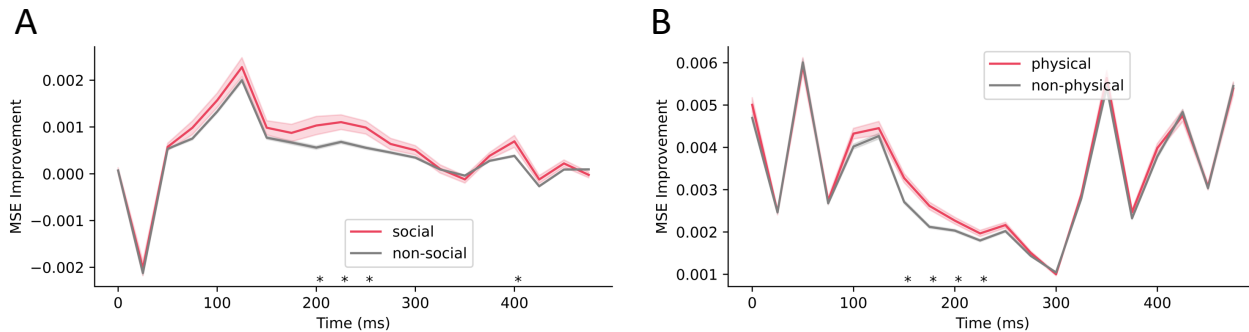 A
MSE Improvement
0.002
0.001
0.000
−0.001
−0.002
social
non-social
* * * *
0 100 200 300 400
Time (ms)
B
MSE Improvement
0.006
0.005
0.004
0.003
0.002
0.001
physical
non-physical
* * * *
0 100 200 300 400
Time (ms)